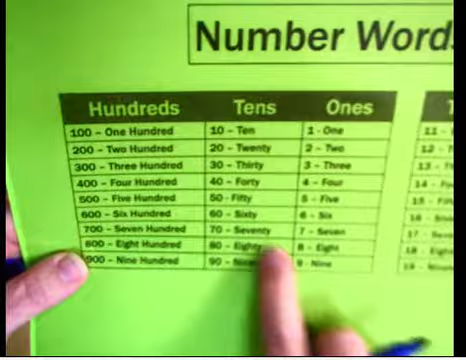 Number Word
Hundreds Tens Ones
100 - One Hundred 10 - Ten 1 - One 11 -
200 - Two Hundred 20 - Twenty 2 - Two 12 -
300 - Three Hundred 30 - Thirty 3 - Three 13 -
400 - Four Hundred 40 - Forty 4 - Four 14 -
500 - Five Hundred 50 - Fifty 5 - Five 15 -
600 - Six Hundred 60 - Sixty 6 - Six 16 -
700 - Seven Hundred 70 - Seventy 7 - Seven 17 -
800 - Eight Hundred 80 - Eighty 8 - Eight 18 -
900 - Nine Hundred 90 - 9 - Nine 19 -